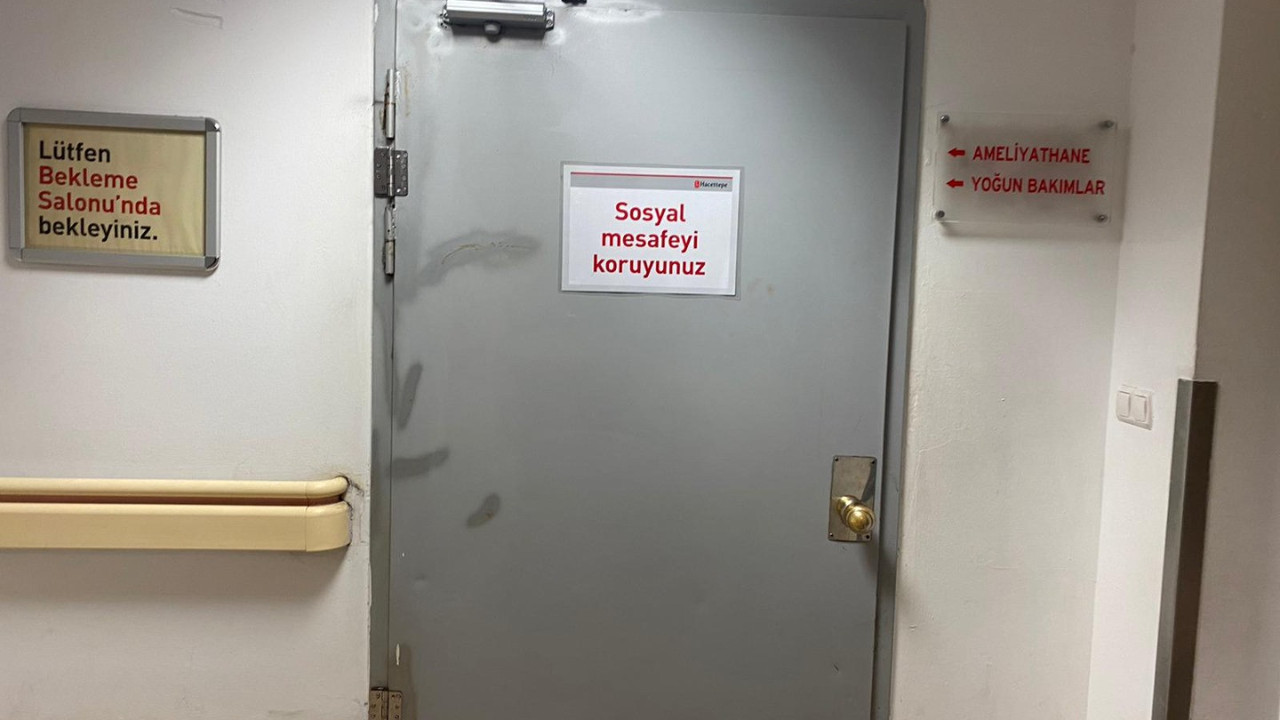 Lütfen
Bekleme
Salonu'nda
bekleyiniz.
Hacettepe
Sosyal
mesafeyi
koruyunuz
AMELİYATHANE
YOĞUN BAKIMLAR